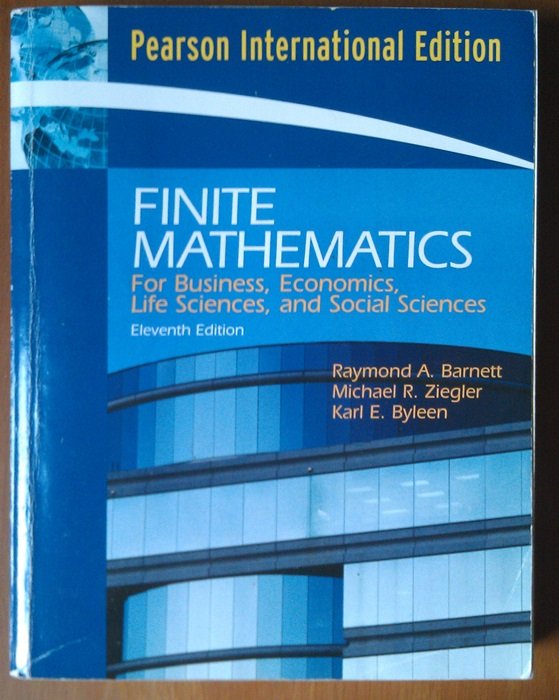 Pearson International Edition
FINITE
MATHEMATICS
For Business, Economics,
Life Sciences, and Social Sciences
Eleventh Edition
Raymond A. Barnett
Michael R. Ziegler
Karl E. Byleen